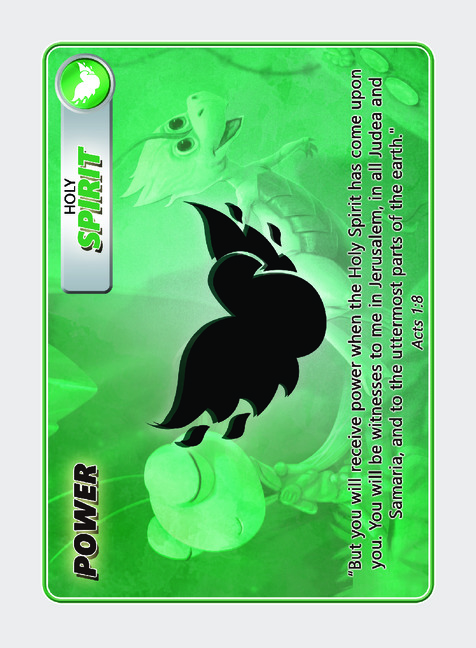 POWER
HOLY
SPIRIT
"But you will receive power when the Holy Spirit has come upon
you. You will be witnesses to me in Jerusalem, in all Judea and
Samaria, and to the uttermost parts of the earth."
Acts 1:8